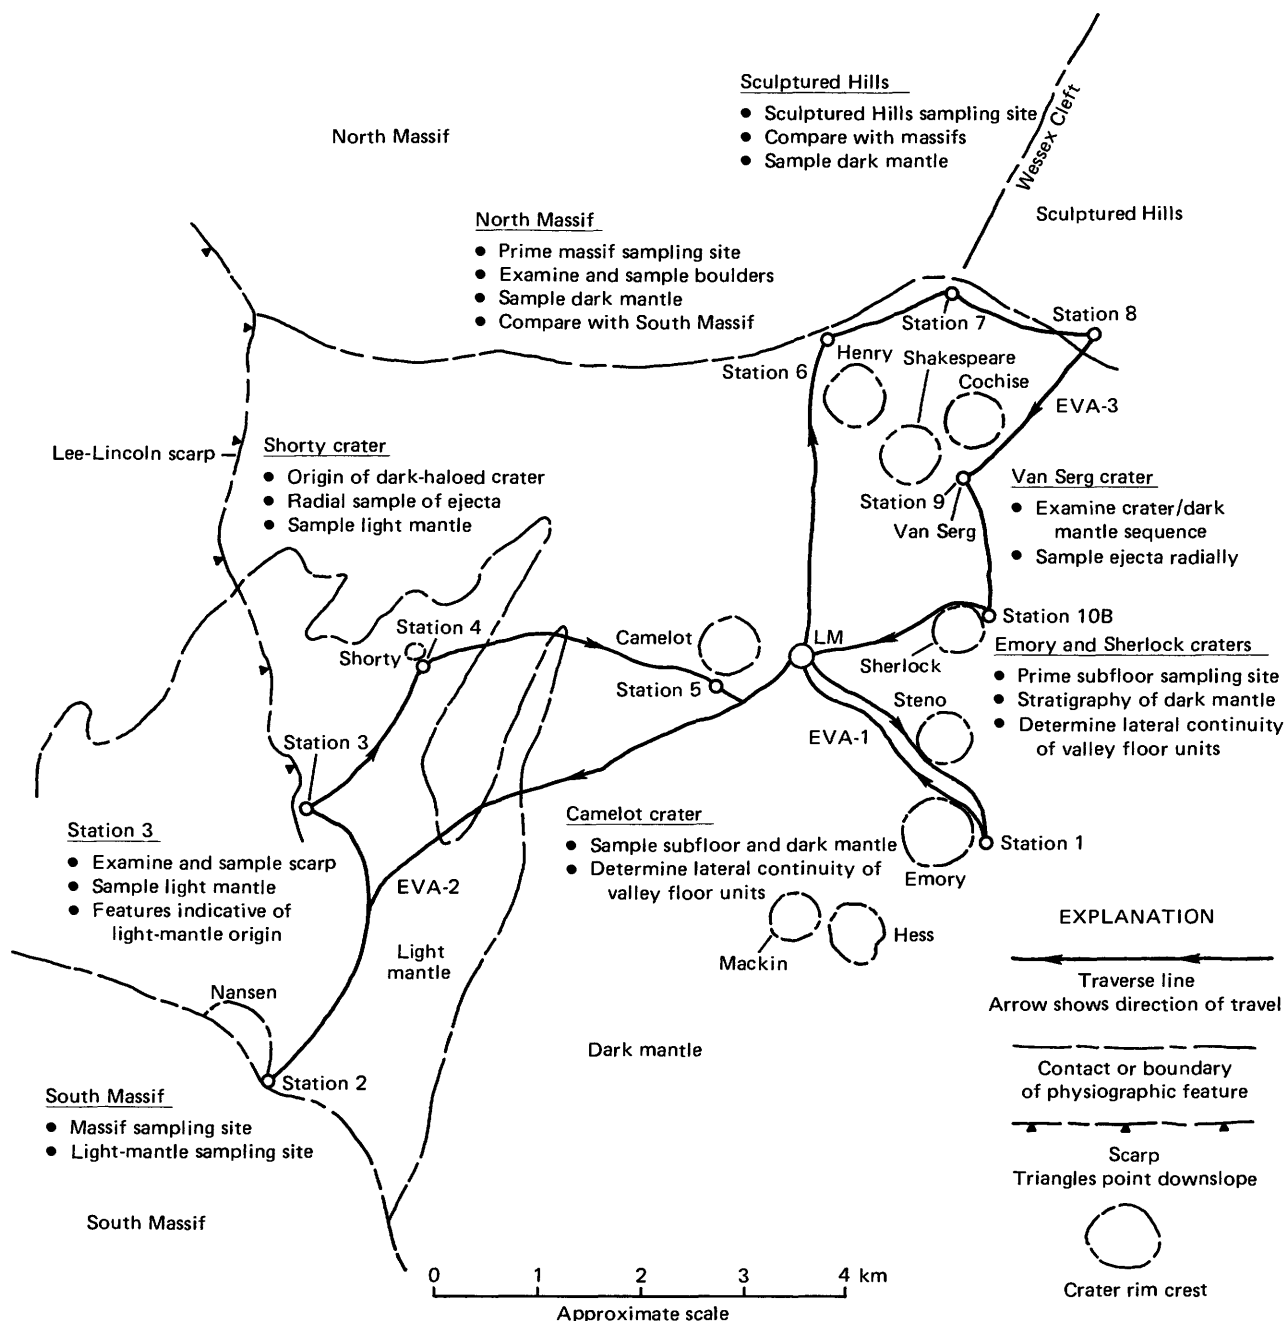 Sculptured Hills
● Sculptured Hills sampling site
● Compare with massifs
● Sample dark mantle
North Massif
Wessex Cleft
Sculptured Hills
North Massif
● Prime massif sampling site
● Examine and sample boulders
● Sample dark mantle
● Compare with South Massif
Station 7
Station 8
Station 6
Henry
Shakespeare
Cochise
EVA-3
Lee-Lincoln scarp
Shorty crater
● Origin of dark-haloed crater
● Radial sample of ejecta
● Sample light mantle
Station 9
Van Serg
Van Serg crater
● Examine crater/dark
mantle sequence
● Sample ejecta radially
Station 4
Shorty
Camelot
LM
Station 10B
Sherlock
Emory and Sherlock craters
● Prime subfloor sampling site
● Stratigraphy of dark mantle
● Determine lateral continuity
of valley floor units
Station 5
Steno
EVA-1
Station 3
Station 3
● Examine and sample scarp
● Sample light mantle
● Features indicative of
light-mantle origin
Camelot crater
● Sample subfloor and dark mantle
● Determine lateral continuity of
valley floor units
Station 1
Emory
EVA-2
Light
mantle
Mackin
Hess
Nansen
Dark mantle
Station 2
South Massif
● Massif sampling site
● Light-mantle sampling site
South Massif
EXPLANATION
Traverse line
Arrow shows direction of travel
Contact or boundary
of physiographic feature
Scarp
Triangles point downslope
Crater rim crest
0 1 2 3 4 km
Approximate scale